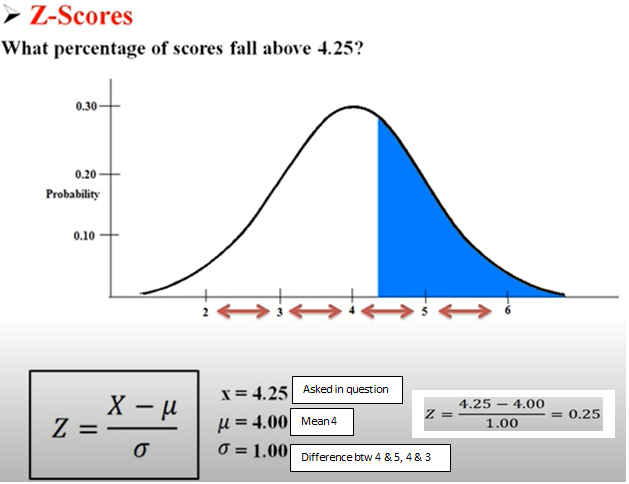 ➢ Z-Scores
What percentage of scores fall above 4.25?
0.30
0.20
Probability
0.10
2 3 4 5 6
Z = (X − μ) / σ
x = 4.25 Asked in question
μ = 4.00 Mean 4
σ = 1.00 Difference btw 4 & 5, 4 & 3
Z = (4.25 − 4.00) / 1.00 = 0.25